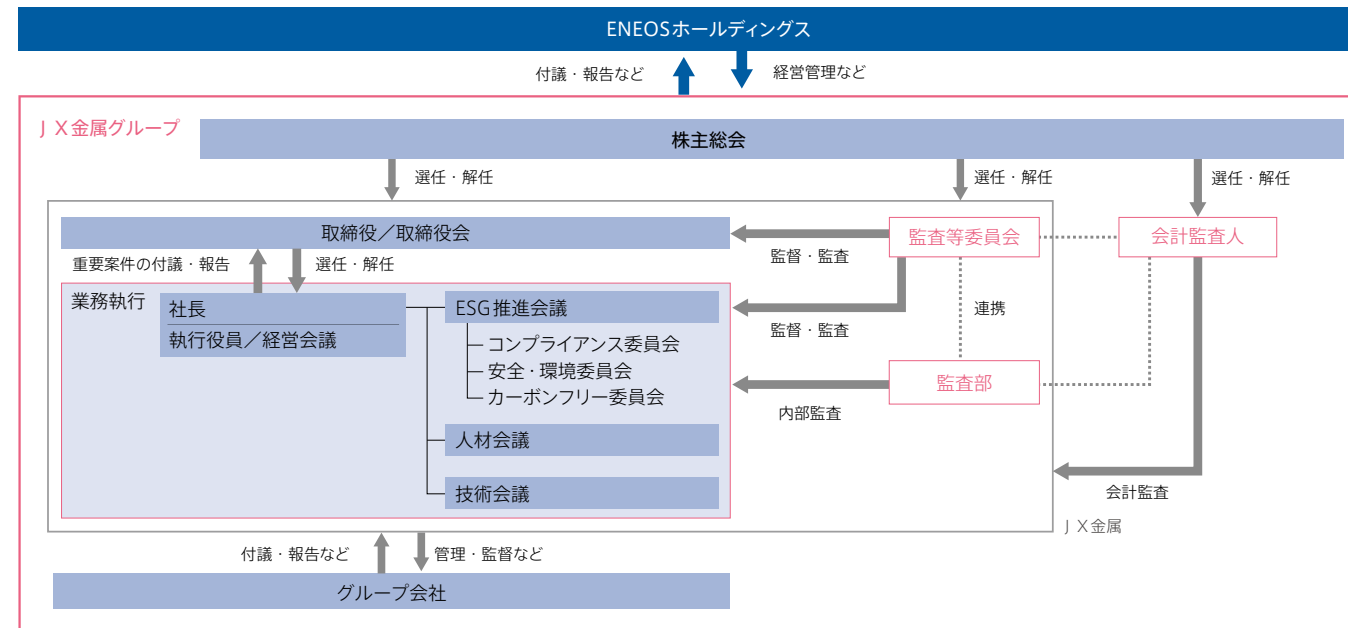 ENEOSホールディングス
付議・報告など
経営管理など
JX金属グループ
株主総会
選任・解任
選任・解任
選任・解任
取締役／取締役会
監査等委員会
会計監査人
監督・監査
重要案件の付議・報告
選任・解任
業務執行
社長
執行役員／経営会議
ESG推進会議
コンプライアンス委員会
安全・環境委員会
カーボンフリー委員会
人材会議
技術会議
監督・監査
連携
監査部
内部監査
会計監査
JX金属
付議・報告など
管理・監督など
グループ会社